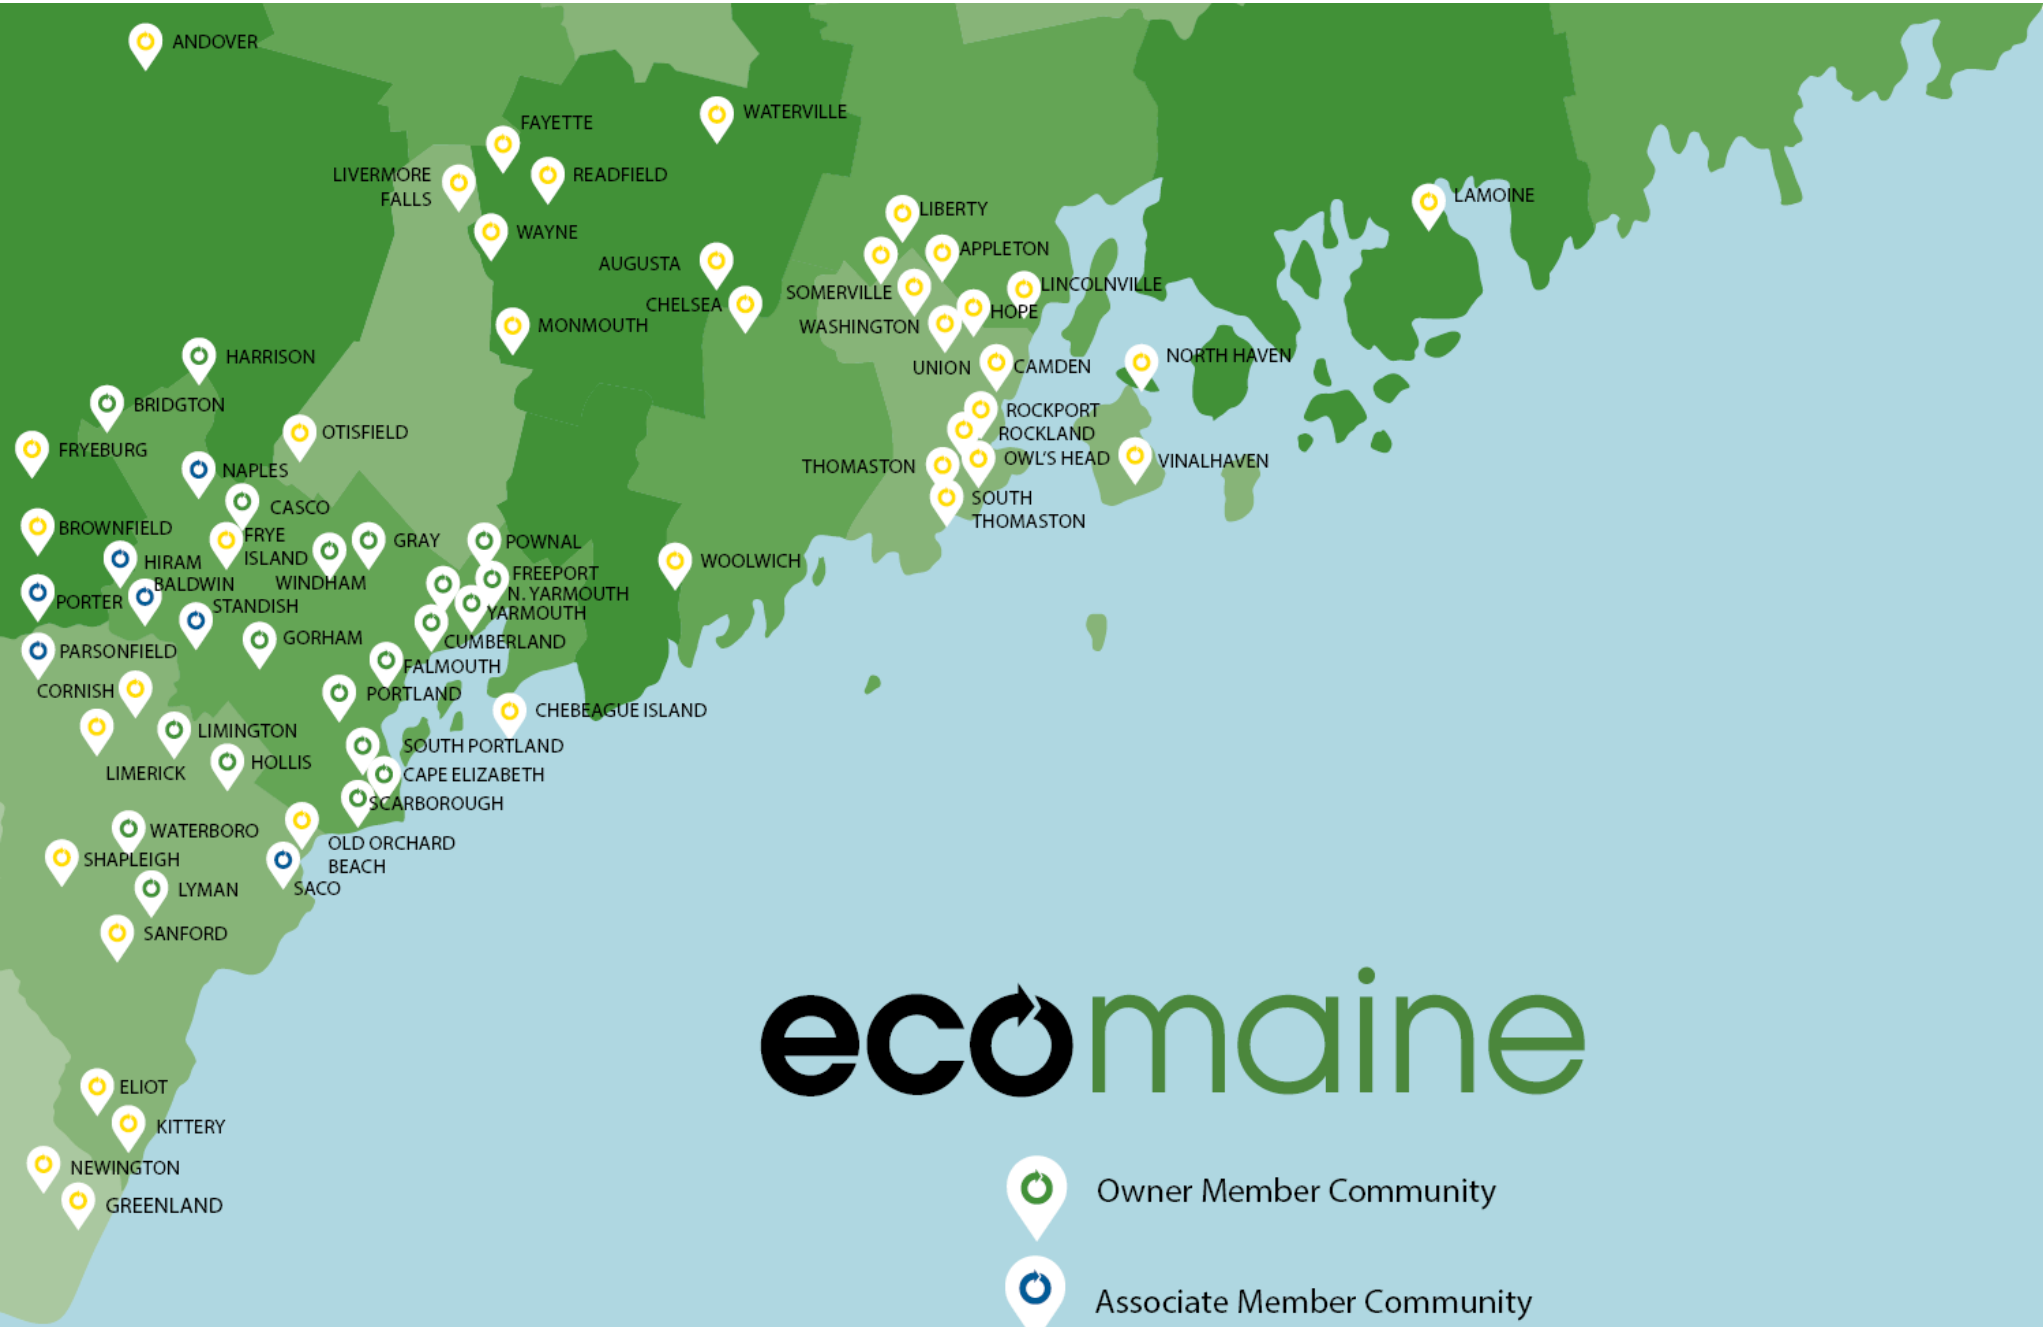 ANDOVER
WATERVILLE
FAYETTE
LIVERMORE
FALLS
READFIELD
LAMOINE
LIBERTY
WAYNE
APPLETON
AUGUSTA
SOMERVILLE
LINCOLNVILLE
CHELSEA
HOPE
MONMOUTH
WASHINGTON
HARRISON
UNION
CAMDEN
NORTH HAVEN
BRIDGTON
ROCKPORT
OTISFIELD
ROCKLAND
FRYEBURG
OWL'S HEAD
VINALHAVEN
THOMASTON
NAPLES
SOUTH
THOMASTON
CASCO
BROWNFIELD
FRYE
ISLAND
GRAY
POWNAL
WOOLWICH
HIRAM
WINDHAM
FREEPORT
BALDWIN
N. YARMOUTH
PORTER
STANDISH
YARMOUTH
GORHAM
CUMBERLAND
PARSONFIELD
FALMOUTH
CORNISH
PORTLAND
CHEBEAGUE ISLAND
LIMINGTON
SOUTH PORTLAND
HOLLIS
LIMERICK
CAPE ELIZABETH
SCARBOROUGH
WATERBORO
OLD ORCHARD
BEACH
SHAPLEIGH
LYMAN
SACO
SANFORD
ecomaine
ELIOT
KITTERY
NEWINGTON
GREENLAND
Owner Member Community
Associate Member Community